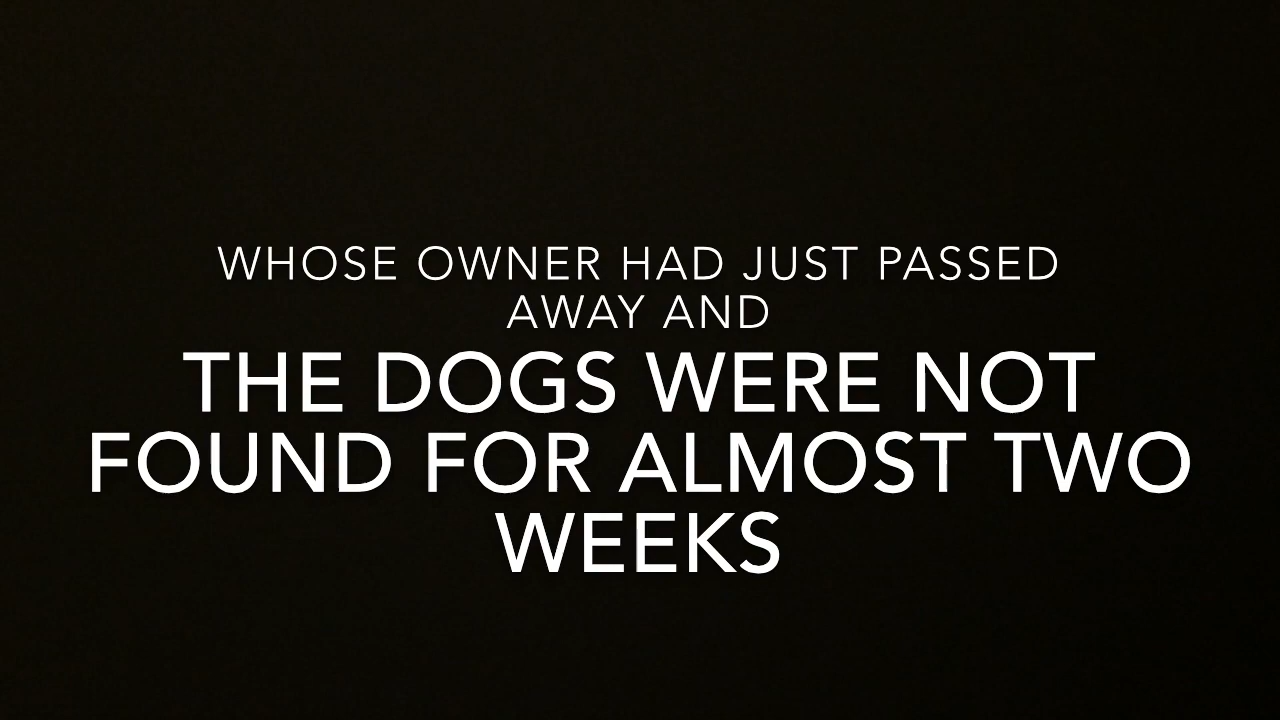 WHOSE OWNER HAD JUST PASSED
AWAY AND
THE DOGS WERE NOT
FOUND FOR ALMOST TWO
WEEKS